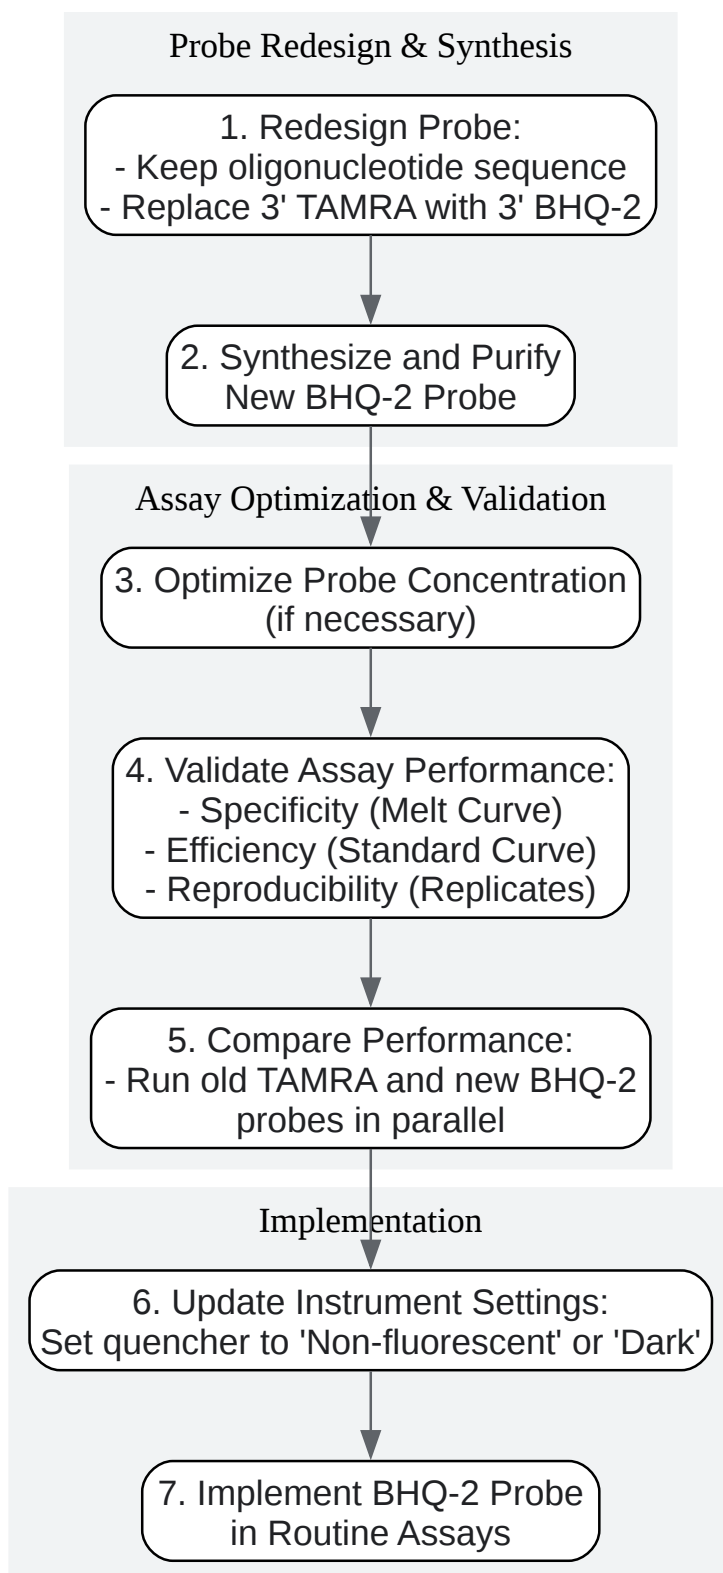 Probe Redesign & Synthesis
1. Redesign Probe:
- Keep oligonucleotide sequence
- Replace 3' TAMRA with 3' BHQ-2
2. Synthesize and Purify
New BHQ-2 Probe
Assay Optimization & Validation
3. Optimize Probe Concentration
(if necessary)
4. Validate Assay Performance:
- Specificity (Melt Curve)
- Efficiency (Standard Curve)
- Reproducibility (Replicates)
5. Compare Performance:
- Run old TAMRA and new BHQ-2
probes in parallel
Implementation
6. Update Instrument Settings:
Set quencher to 'Non-fluorescent' or 'Dark'
7. Implement BHQ-2 Probe
in Routine Assays